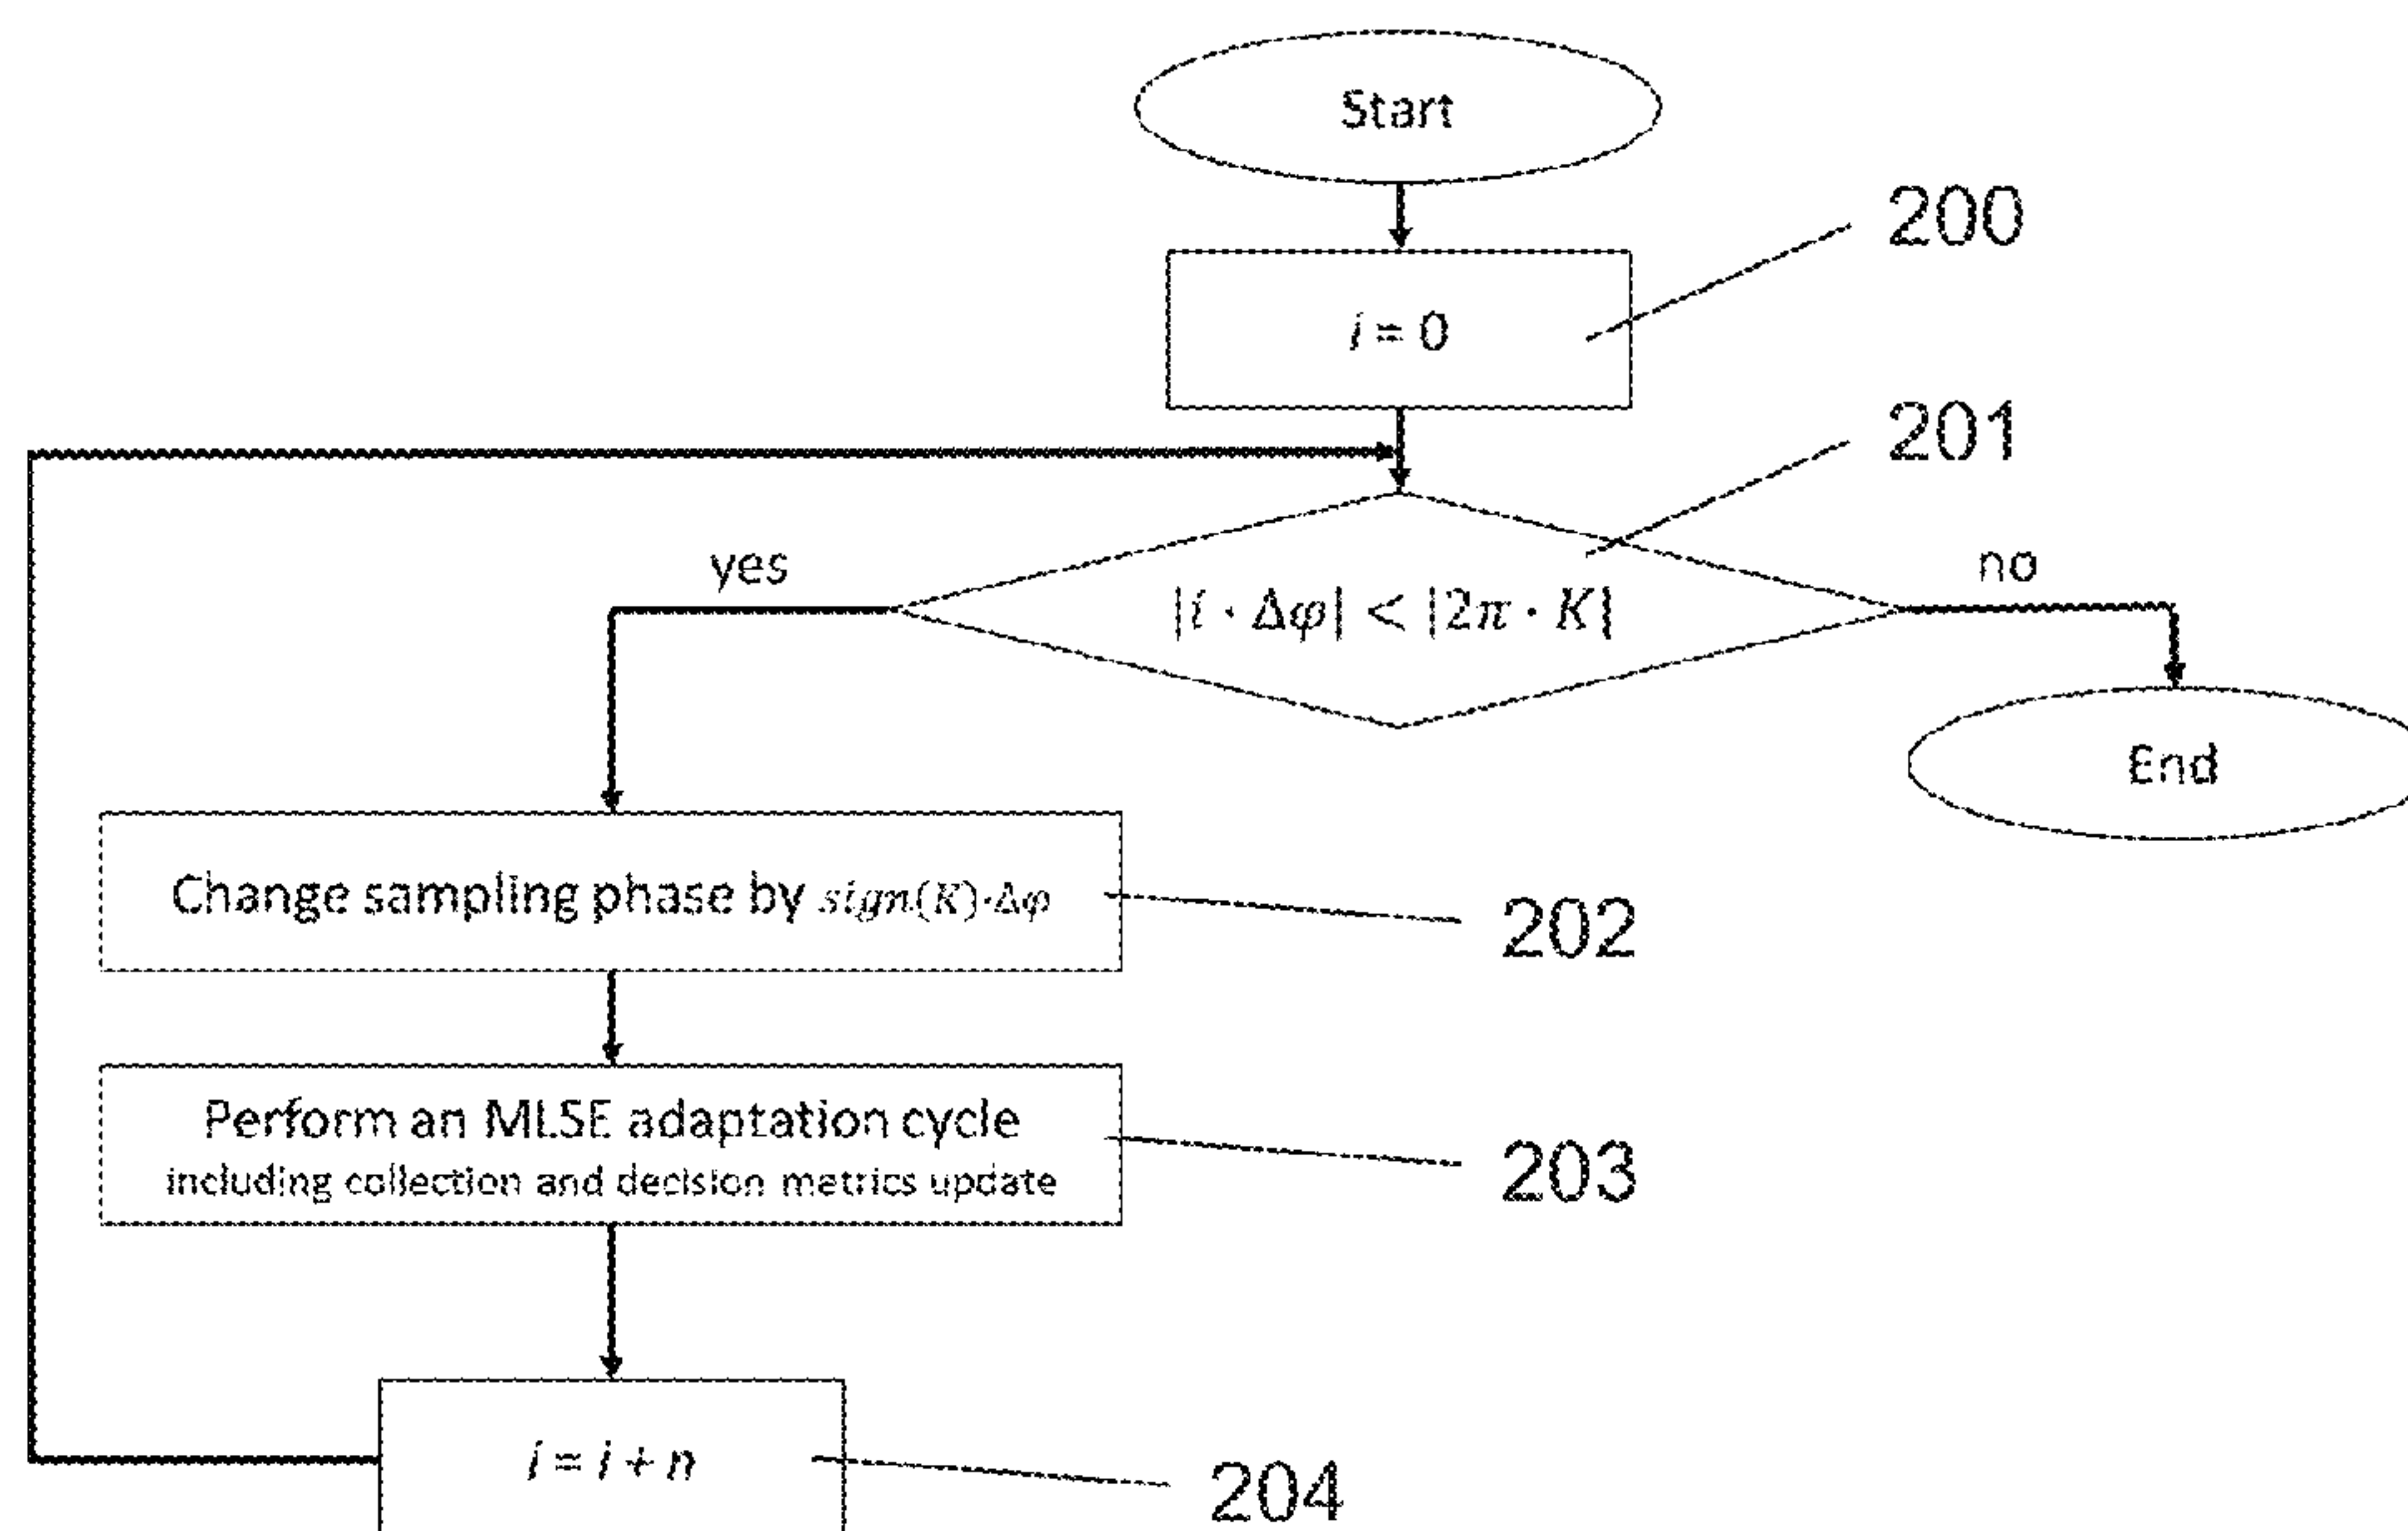 Start
200
i = 0
201
yes
no
|i · Δφ| < |2π · K|
End
Change sampling phase by sign(K)·Δφ
202
Perform an MLSE adaptation cycle
including collection and decision metrics update
203
i = i + n
204